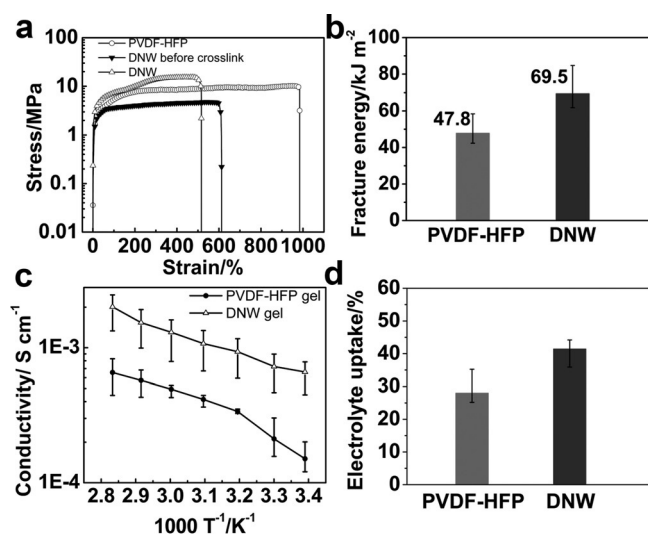 a
Stress/MPa
100
10
1
0.1
0.01
PVDF-HFP
DNW before crosslink
DNW
0 200 400 600 800 1000
Strain/%
b
Fracture energy/kJ m-2
100
80
60
40
20
0
47.8
69.5
PVDF-HFP DNW
c
Conductivity/ S cm-1
1E-3
1E-4
PVDF-HFP gel
DNW gel
2.8 2.9 3.0 3.1 3.2 3.3 3.4
1000 T-1/K-1
d
Electrolyte uptake/%
60
50
40
30
20
10
0
PVDF-HFP DNW